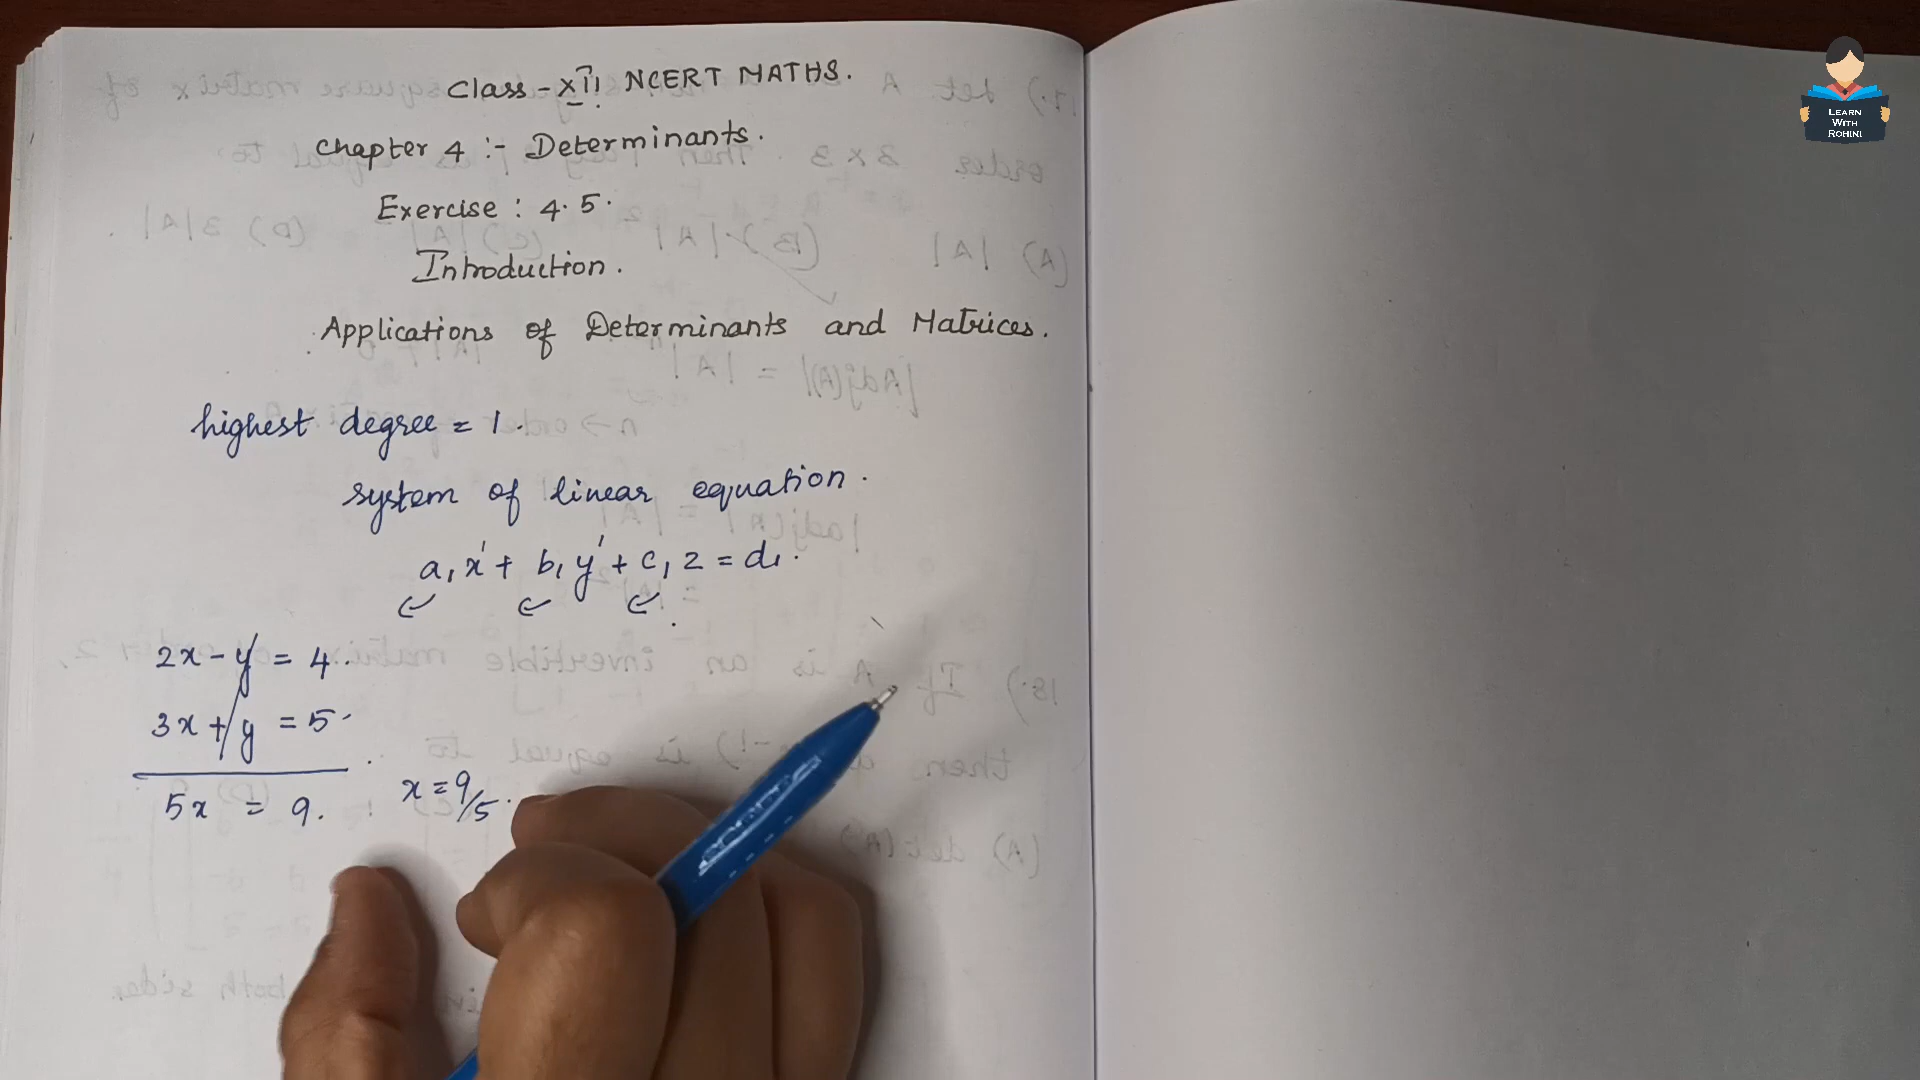 Class - XII NCERT MATHS.
Chapter 4 :- Determinants.
Exercise : 4.5.
Introduction.
Applications of Determinants and Matrices.
highest degree = 1.
system of linear equation.
a₁x¹ + b₁y¹ + c₁z = d₁.
2x - y = 4.
3x + y = 5.
5x = 9. x = 9/5.
LEARN
WITH
ROHINI